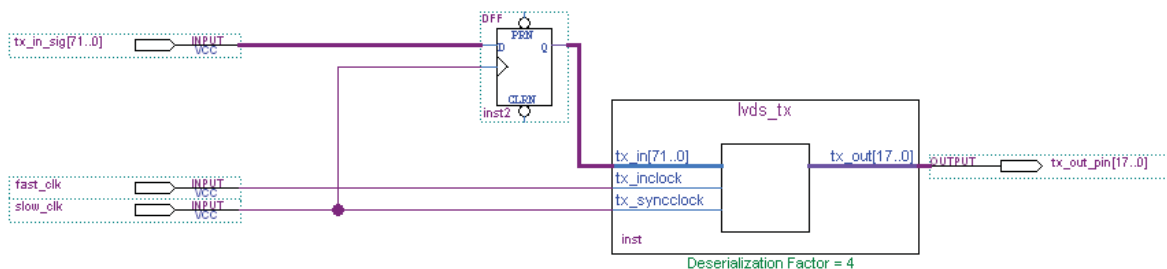 DFF
tx_in_sig[71..0]
INPUT
VCC
PRN
D
Q
CLRN
inst2
lvds_tx
tx_in[71..0]
tx_out[17..0]
OUTPUT
tx_out_pin[17..0]
fast_clk
INPUT
VCC
tx_inclock
slow_clk
INPUT
VCC
tx_syncclock
inst
Deserialization Factor = 4